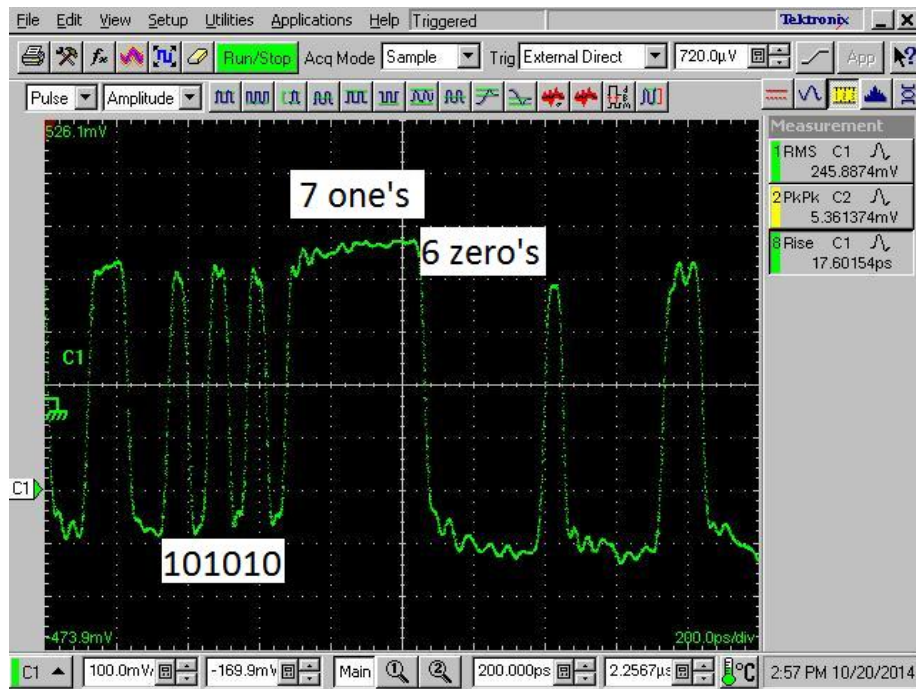 File Edit View Setup Utilities Applications Help Triggered Tektronix
Run/Stop Acq Mode Sample Trig External Direct 720.0µV App
Pulse Amplitude
526.1mV
Measurement
1 RMS C1
245.8874mV
2 PkPk C2
5.361374mV
8 Rise C1
17.60154ps
7 one's
6 zero's
C1
C1
101010
-473.9mV
200.0ps/div
C1 100.0mV/ -169.9mV Main 1 2 200.000ps 2.2567µs °C 2:57 PM 10/20/2014